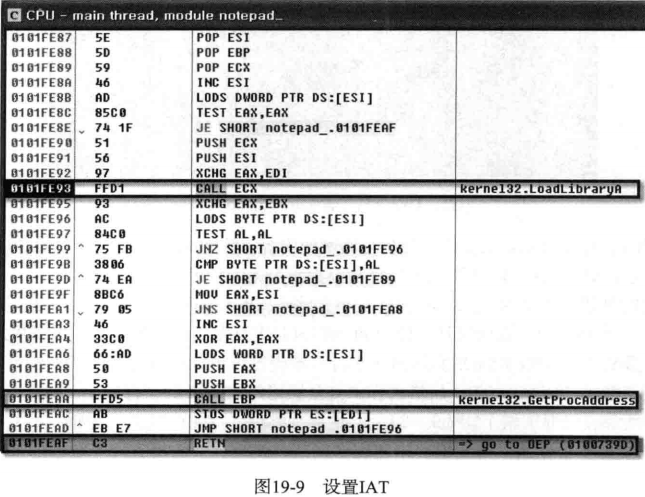 C CPU - main thread, module notepad_
0101FE87 5E POP ESI
0101FE88 5D POP EBP
0101FE89 59 POP ECX
0101FE8A 46 INC ESI
0101FE8B AD LODS DWORD PTR DS:[ESI]
0101FE8C 85C0 TEST EAX,EAX
0101FE8E ⌄ 74 1F JE SHORT notepad_.0101FEAF
0101FE90 51 PUSH ECX
0101FE91 56 PUSH ESI
0101FE92 97 XCHG EAX,EDI
0101FE93 FFD1 CALL ECX kernel32.LoadLibraryA
0101FE95 93 XCHG EAX,EBX
0101FE96 AC LODS BYTE PTR DS:[ESI]
0101FE97 84C0 TEST AL,AL
0101FE99 ^ 75 FB JNZ SHORT notepad_.0101FE96
0101FE9B 3806 CMP BYTE PTR DS:[ESI],AL
0101FE9D ^ 74 EA JE SHORT notepad_.0101FE89
0101FE9F 8BC6 MOV EAX,ESI
0101FEA1 ⌄ 79 05 JNS SHORT notepad_.0101FEA8
0101FEA3 46 INC ESI
0101FEA4 33C0 XOR EAX,EAX
0101FEA6 66:AD LODS WORD PTR DS:[ESI]
0101FEA8 50 PUSH EAX
0101FEA9 53 PUSH EBX
0101FEAA FFD5 CALL EBP kernel32.GetProcAddress
0101FEAC AB STOS DWORD PTR ES:[EDI]
0101FEAD ^ EB E7 JMP SHORT notepad_.0101FE96
0101FEAF C3 RETN => go to OEP (0100739D)
图19-9 设置IAT